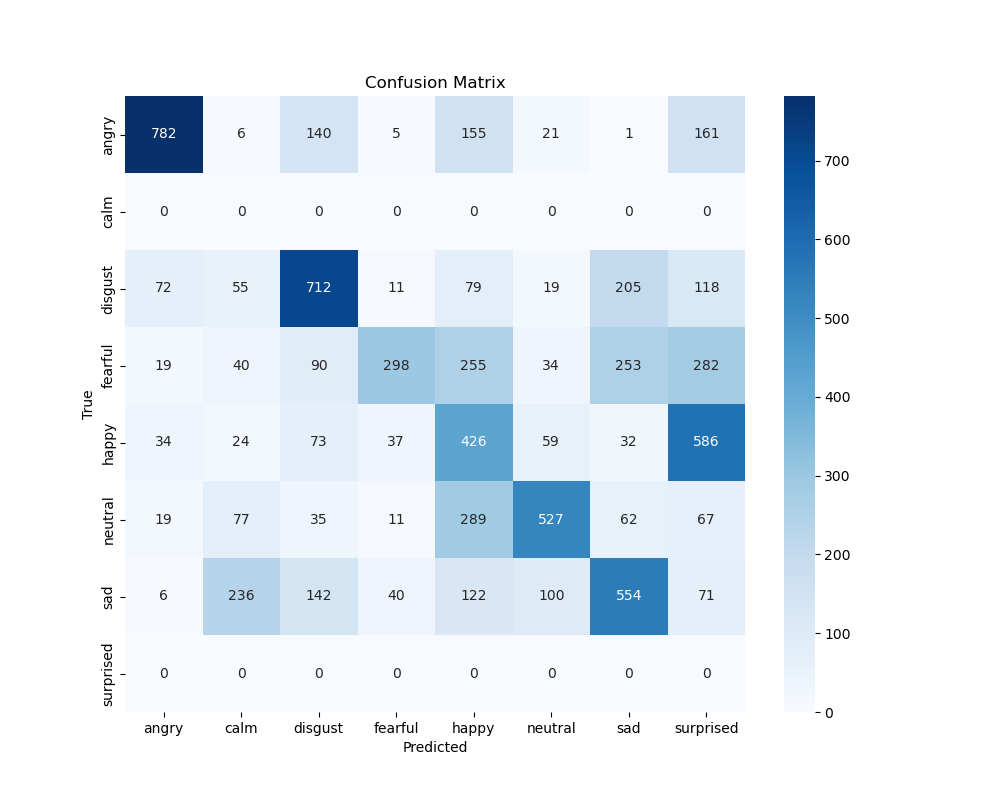 Confusion Matrix
angry 782 6 140 5 155 21 1 161
calm 0 0 0 0 0 0 0 0
disgust 72 55 712 11 79 19 205 118
fearful 19 40 90 298 255 34 253 282
happy 34 24 73 37 426 59 32 586
neutral 19 77 35 11 289 527 62 67
sad 6 236 142 40 122 100 554 71
surprised 0 0 0 0 0 0 0 0
True
angry calm disgust fearful happy neutral sad surprised
Predicted
700
600
500
400
300
200
100
0